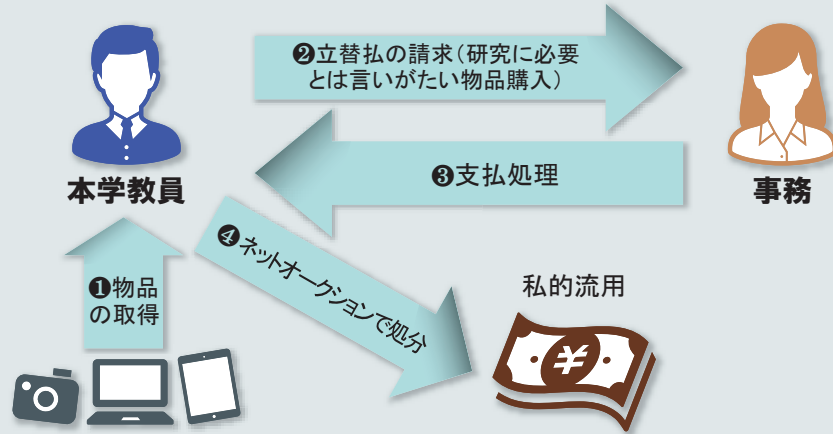 ❷立替払の請求(研究に必要
とは言いがたい物品購入)
本学教員
❸支払処理
事務
❶物品
の取得
❹ネットオークションで処分
私的流用
¥